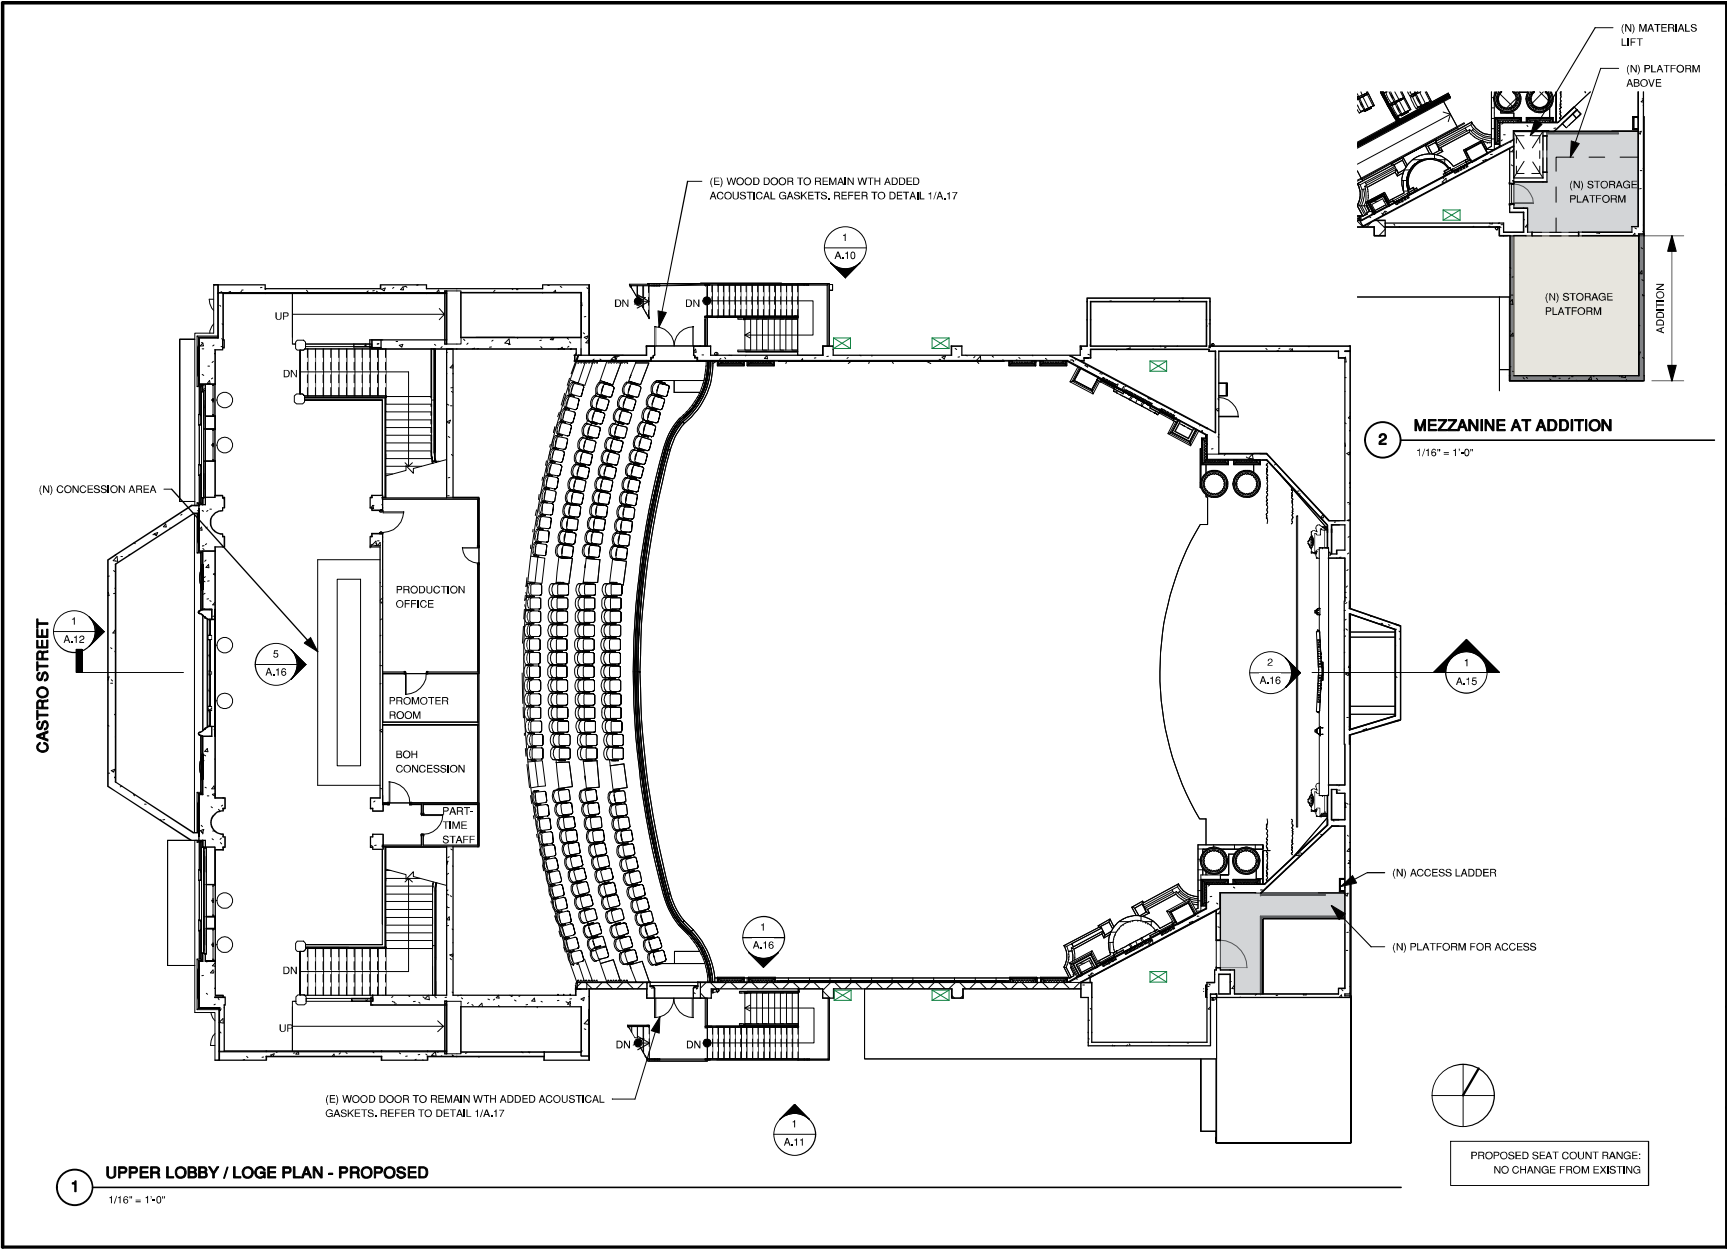 (N) MATERIALS
LIFT
(N) PLATFORM
ABOVE
(N) STORAGE
PLATFORM
(N) STORAGE
PLATFORM
ADDITION
2
MEZZANINE AT ADDITION
1/16" = 1'-0"
(E) WOOD DOOR TO REMAIN WTH ADDED
ACOUSTICAL GASKETS. REFER TO DETAIL 1/A.17
1
A.10
DN
DN
UP
DN
(N) CONCESSION AREA
PRODUCTION
OFFICE
CASTRO STREET
1
A.12
5
A.16
2
A.16
1
A.15
PROMOTER
ROOM
BOH
CONCESSION
PART-
TIME
STAFF
(N) ACCESS LADDER
1
A.16
(N) PLATFORM FOR ACCESS
DN
UP
DN
DN
(E) WOOD DOOR TO REMAIN WTH ADDED ACOUSTICAL
GASKETS. REFER TO DETAIL 1/A.17
1
A.11
PROPOSED SEAT COUNT RANGE:
NO CHANGE FROM EXISTING
1
UPPER LOBBY / LOGE PLAN - PROPOSED
1/16" = 1'-0"